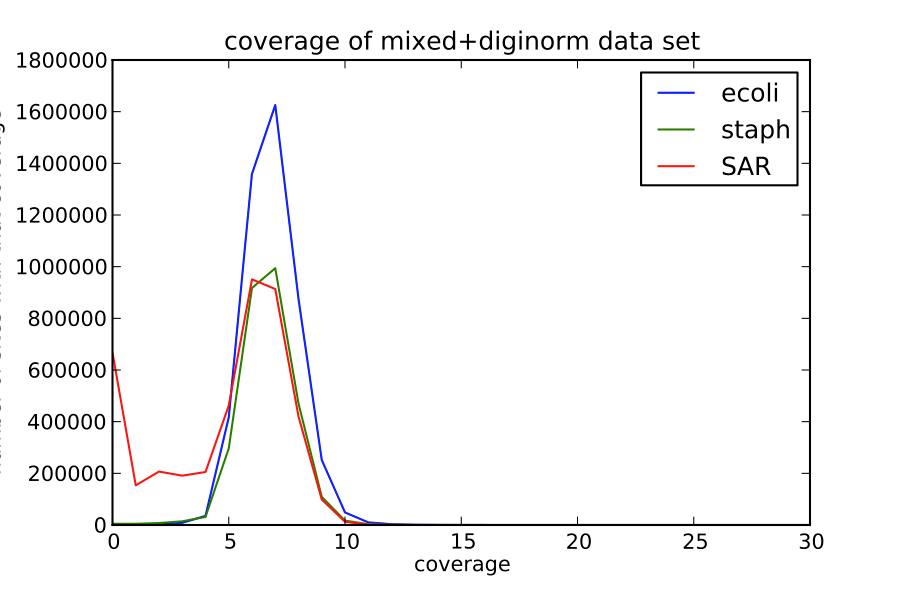 coverage of mixed+diginorm data set
1800000
1600000
1400000
1200000
1000000
800000
600000
400000
200000
0
ecoli
staph
SAR
0 5 10 15 20 25 30
coverage